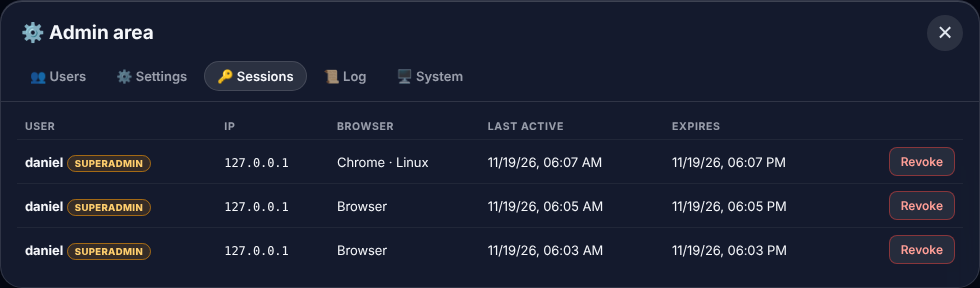 ⚙️ Admin area ✕
👥 Users ⚙️ Settings 🔑 Sessions 📜 Log 🖥️ System
USER IP BROWSER LAST ACTIVE EXPIRES
daniel SUPERADMIN 127.0.0.1 Chrome · Linux 11/19/26, 06:07 AM 11/19/26, 06:07 PM Revoke
daniel SUPERADMIN 127.0.0.1 Browser 11/19/26, 06:05 AM 11/19/26, 06:05 PM Revoke
daniel SUPERADMIN 127.0.0.1 Browser 11/19/26, 06:03 AM 11/19/26, 06:03 PM Revoke